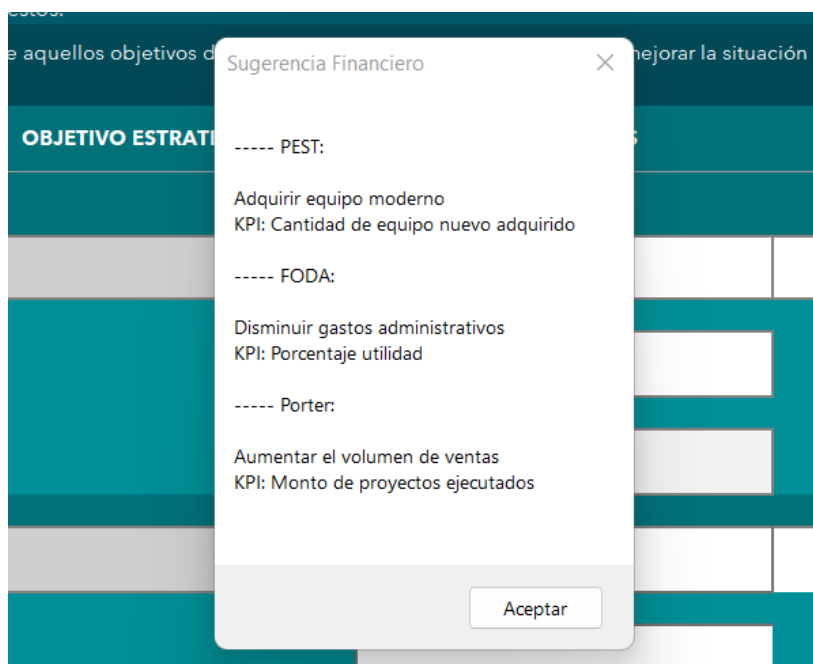 e aquellos objetivos d
ejorar la situación
Sugerencia Financiero
OBJETIVO ESTRATE
----- PEST:
Adquirir equipo moderno
KPI: Cantidad de equipo nuevo adquirido
----- FODA:
Disminuir gastos administrativos
KPI: Porcentaje utilidad
----- Porter:
Aumentar el volumen de ventas
KPI: Monto de proyectos ejecutados
Aceptar